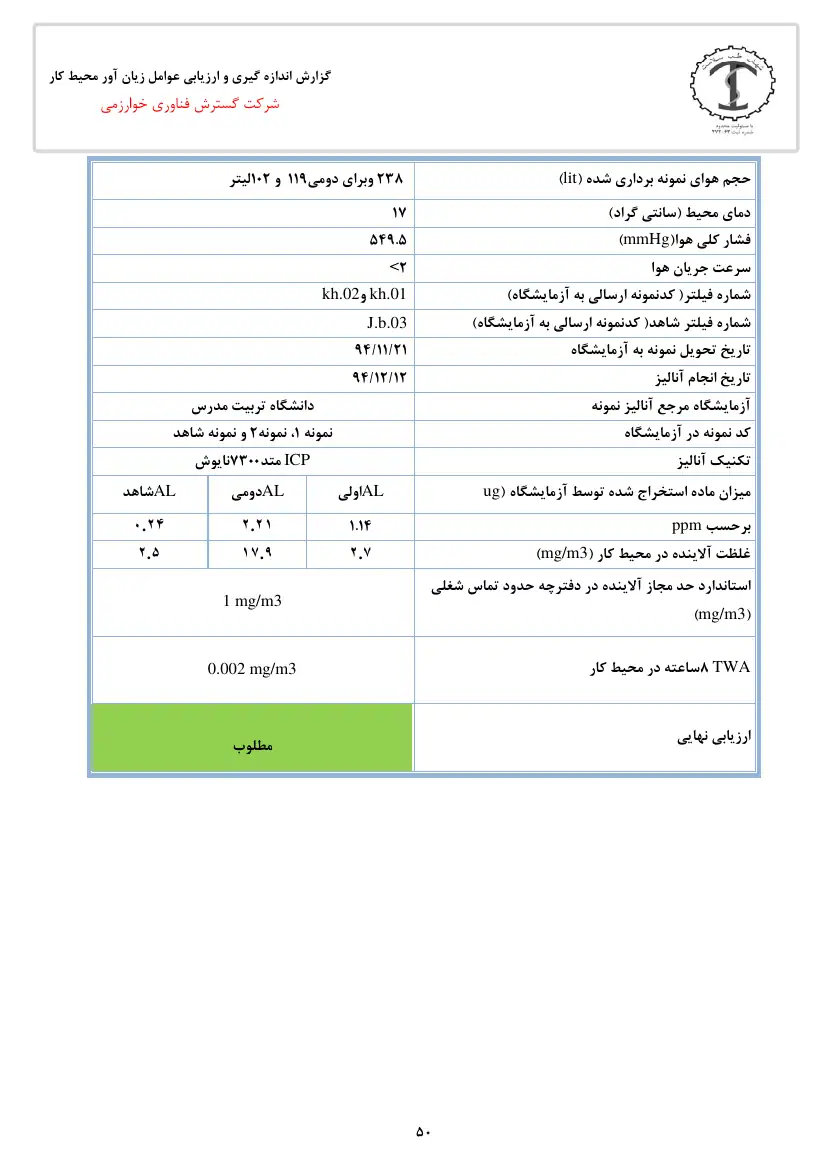 گزارش اندازه گیری و ارزیابی عوامل زیان آور محیط کار
شرکت گسترش فناوری خوارزمی
شهاب طب سلامت
با مسئولیت محدود
حجم هوای نمونه برداری شده (lit) ۲۳۸ وبرای دومی۱۱۹ و ۱۰۲لیتر
دمای محیط (سانتی گراد) ۱۷
فشار کلی هوا(mmHg) ۵۴۹.۵
سرعت جریان هوا ۲>
شماره فیلتر( کدنمونه ارسالی به آزمایشگاه) kh.01 وkh.02
شماره فیلتر شاهد( کدنمونه ارسالی به آزمایشگاه) J.b.03
تاریخ تحویل نمونه به آزمایشگاه ۹۴/۱۱/۲۱
تاریخ انجام آنالیز ۹۴/۱۲/۱۲
آزمایشگاه مرجع آنالیز نمونه دانشگاه تربیت مدرس
کد نمونه در آزمایشگاه نمونه ۱، نمونه۲ و نمونه شاهد
تکنیک آنالیز ICP متد۷۳۰۰نایوش
میزان ماده استخراج شده توسط آزمایشگاه (ug ALاولی ALدومی ALشاهد
برحسب ppm ۱.۱۴ ۲.۲۱ ۰.۲۴
غلظت آلاینده در محیط کار (mg/m3) ۲.۷ ۱۷.۹ ۲.۵
استاندارد حد مجاز آلاینده در دفترچه حدود تماس شغلی
(mg/m3) 1 mg/m3
TWA ۸ساعته در محیط کار 0.002 mg/m3
ارزیابی نهایی مطلوب
۵۰